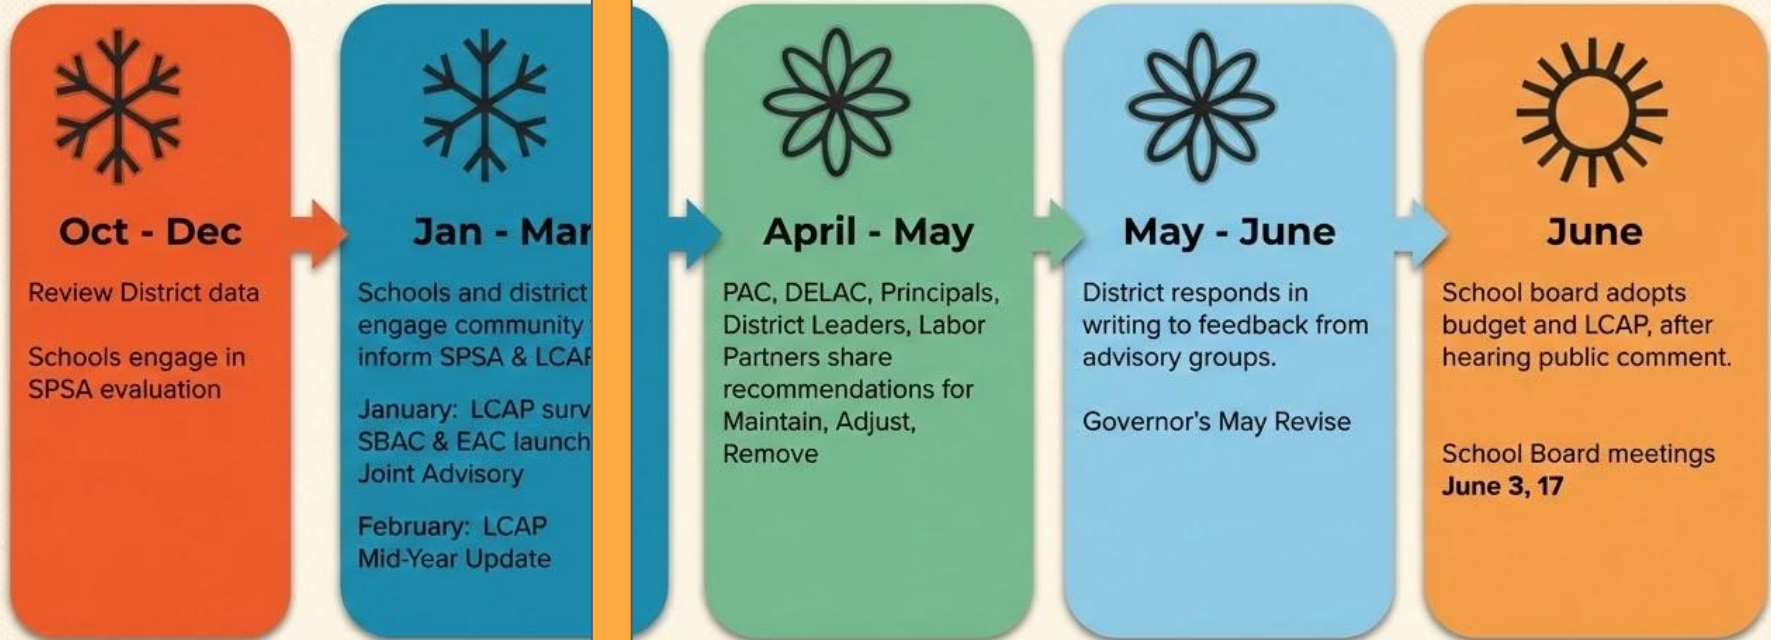 Oct - Dec
Review District data
Schools engage in
SPSA evaluation
Jan - Mar
Schools and district
engage community
inform SPSA & LCAP
January: LCAP
SBAC & EAC launch
Joint Advisory
February: LCAP
Mid-Year Update
April - May
PAC, DELAC, Principals,
District Leaders, Labor
Partners share
recommendations for
Maintain, Adjust,
Remove
May - June
District responds in
writing to feedback from
advisory groups.
Governor's May Revise
June
School board adopts
budget and LCAP, after
hearing public comment.
School Board meetings
June 3, 17